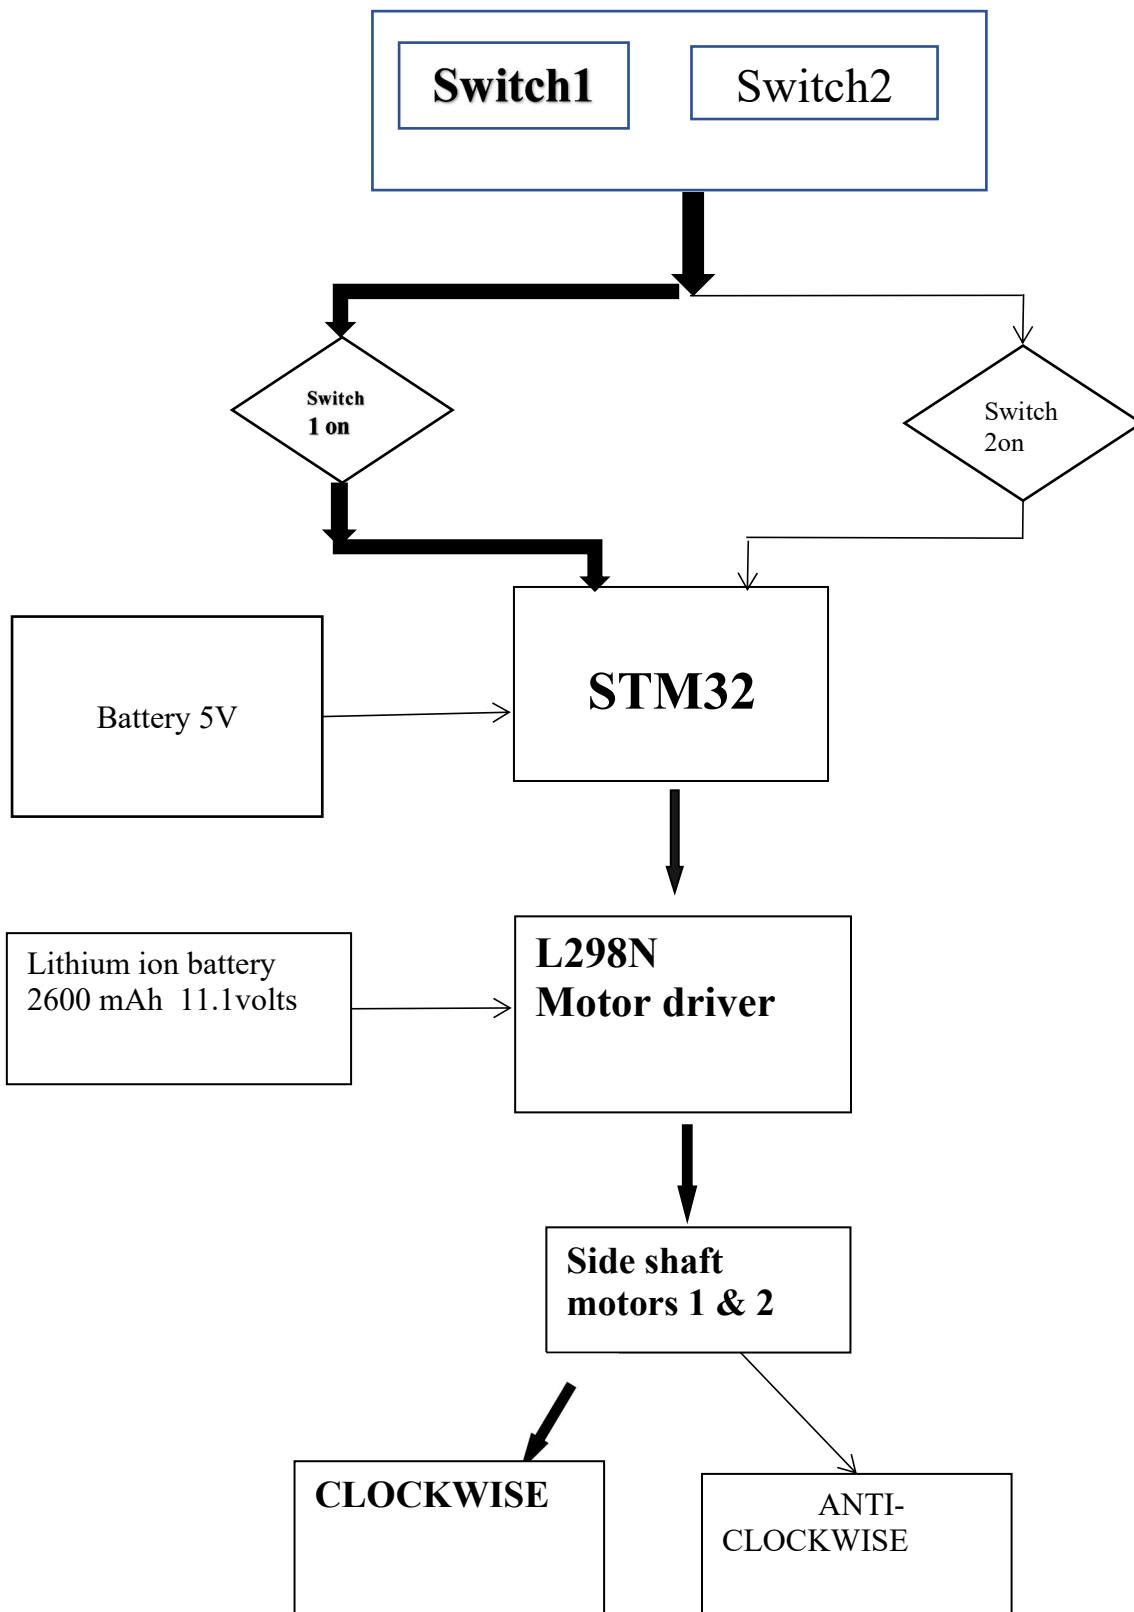 Switch1
Switch2
Switch
1 on
Switch
2on
STM32
Battery 5V
L298N
Motor driver
Lithium ion battery
2600 mAh  11.1volts
Side shaft
motors 1 & 2
CLOCKWISE
ANTI-
CLOCKWISE